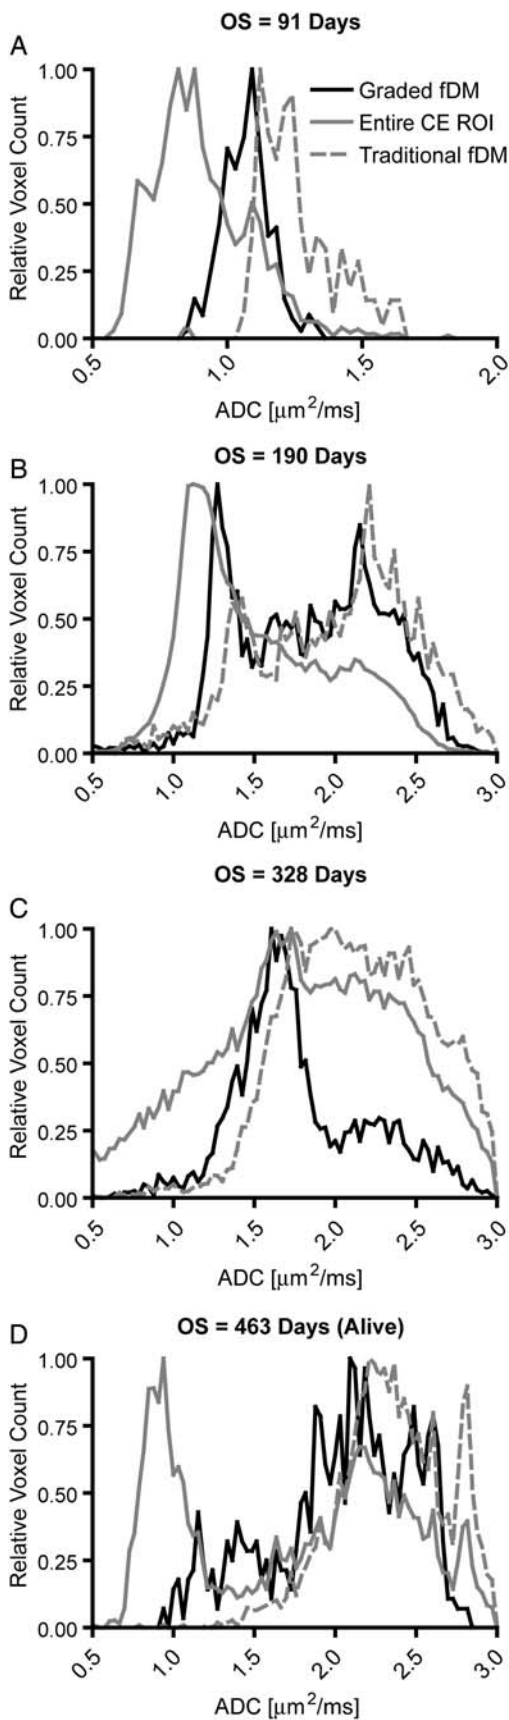 OS = 91 Days
A
Graded fDM
Entire CE ROI
Traditional fDM
Relative Voxel Count
1.00
0.75
0.50
0.25
0.00
0.5 1.0 1.5 2.0
ADC [μm²/ms]
OS = 190 Days
B
Relative Voxel Count
1.00
0.75
0.50
0.25
0.00
0.5 1.0 1.5 2.0 2.5 3.0
ADC [μm²/ms]
OS = 328 Days
C
Relative Voxel Count
1.00
0.75
0.50
0.25
0.00
0.5 1.0 1.5 2.0 2.5 3.0
ADC [μm²/ms]
OS = 463 Days (Alive)
D
Relative Voxel Count
1.00
0.75
0.50
0.25
0.00
0.5 1.0 1.5 2.0 2.5 3.0
ADC [μm²/ms]